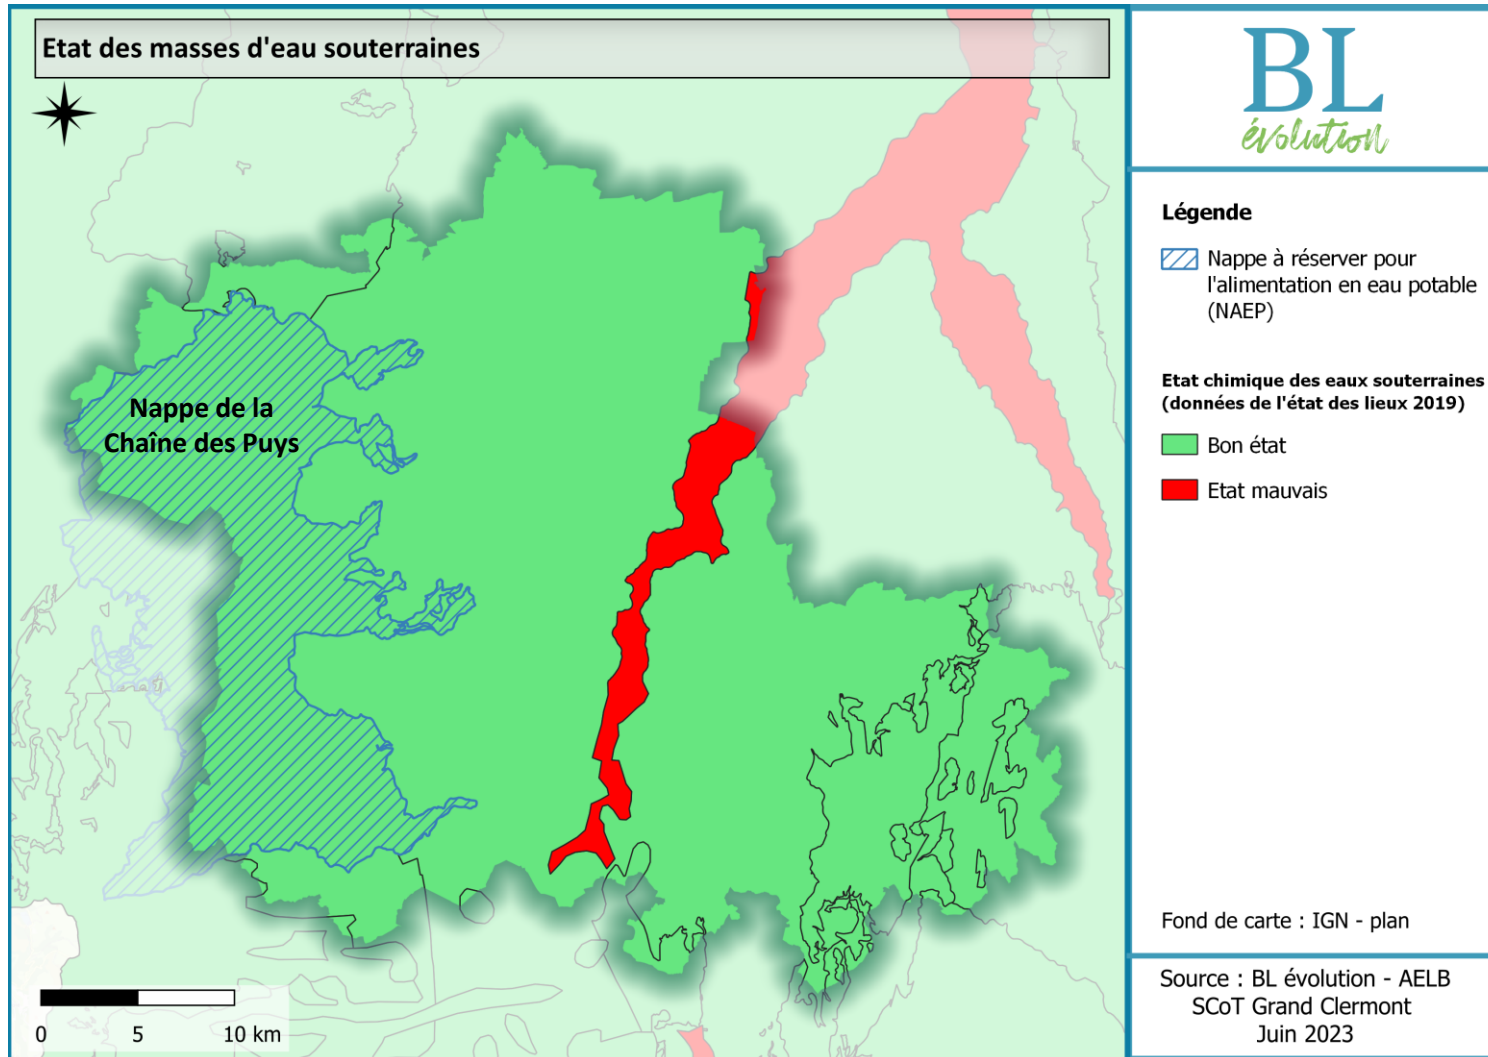 Etat des masses d'eau souterraines
Nappe de la
Chaîne des Puys
0 5 10 km
BL
évolution
Légende
Nappe à réserver pour
l'alimentation en eau potable
(NAEP)
Etat chimique des eaux souterraines
(données de l'état des lieux 2019)
Bon état
Etat mauvais
Fond de carte : IGN - plan
Source : BL évolution - AELB
SCoT Grand Clermont
Juin 2023